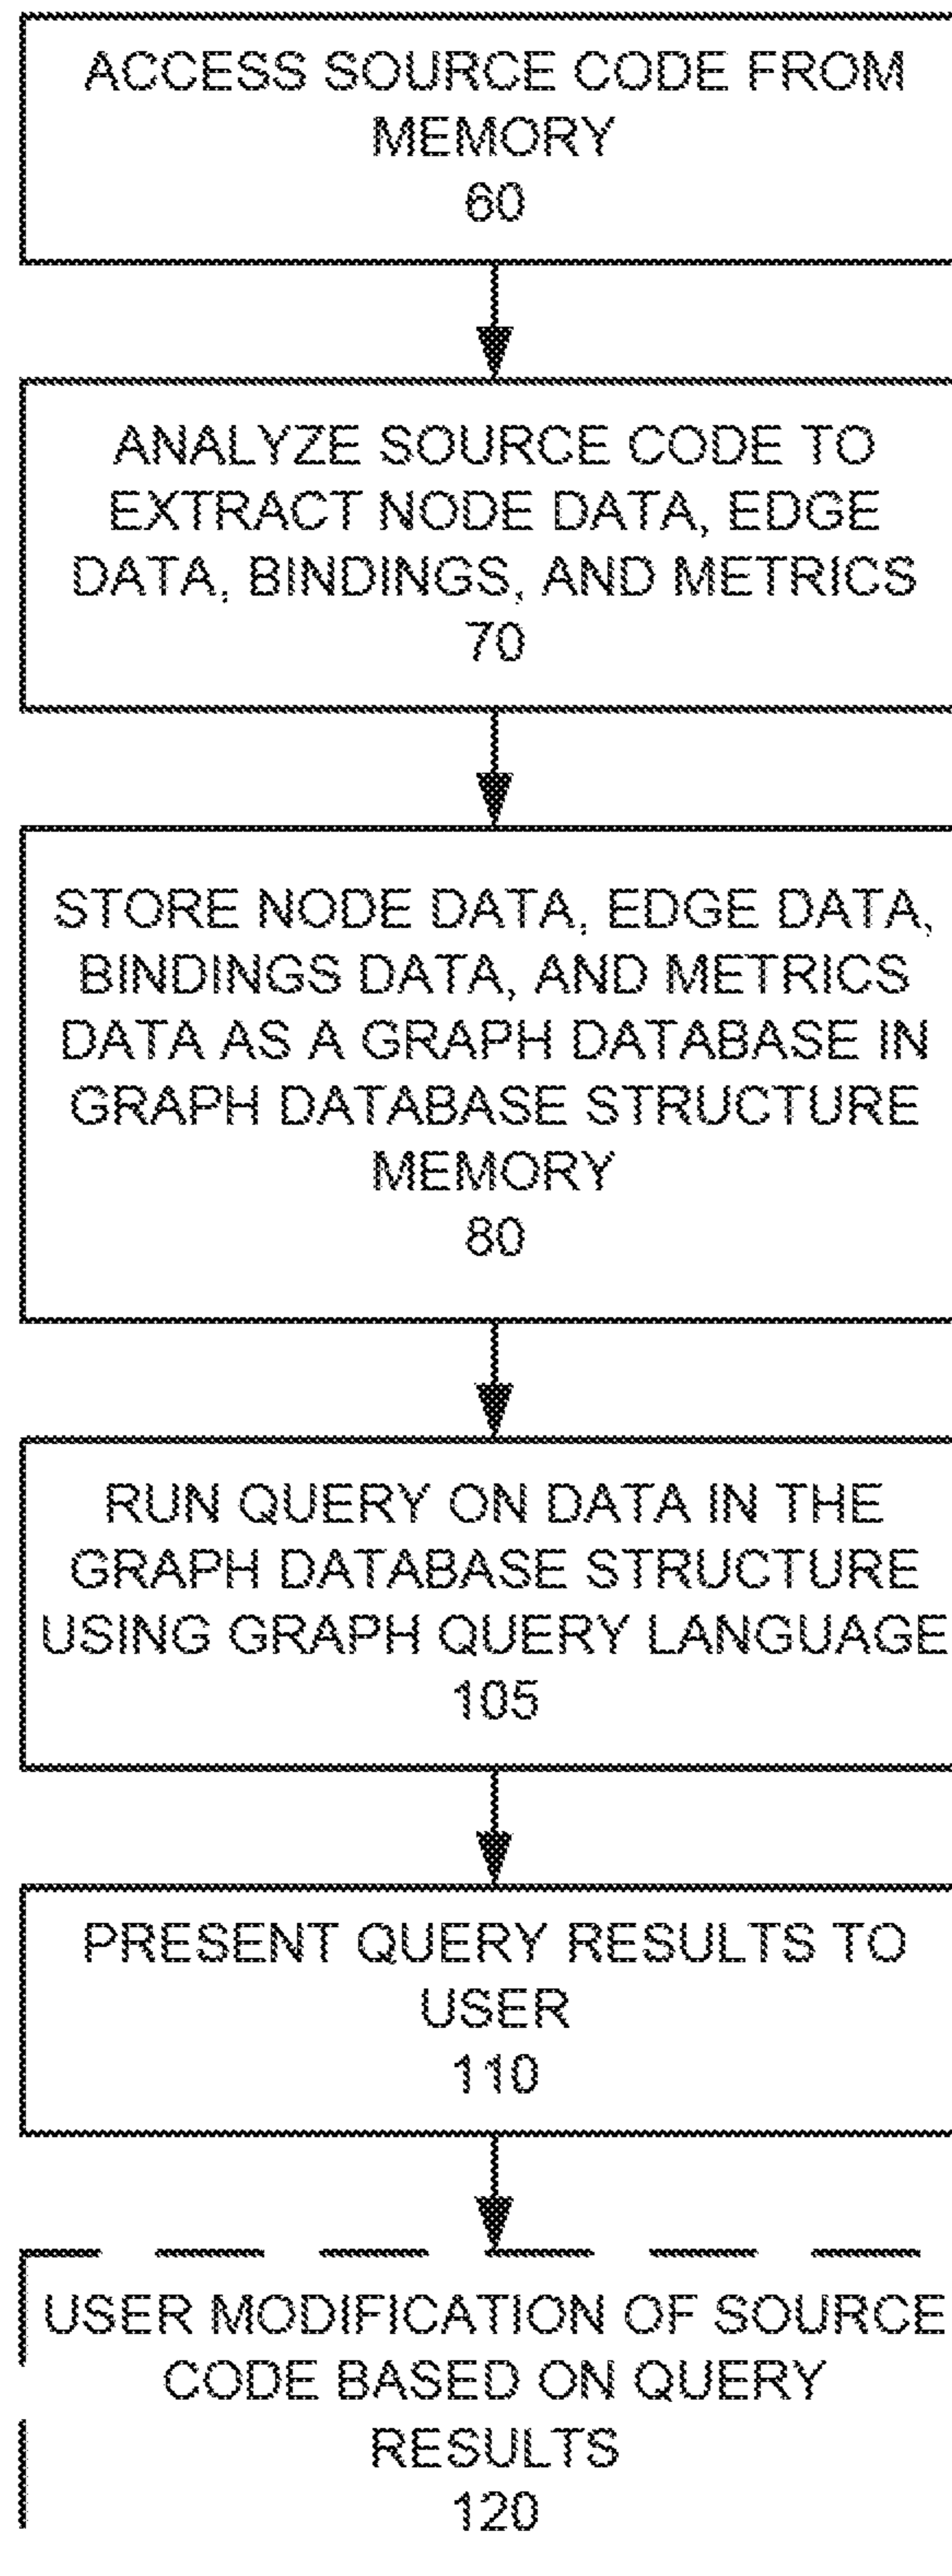 ACCESS SOURCE CODE FROM
MEMORY
60
ANALYZE SOURCE CODE TO
EXTRACT NODE DATA, EDGE
DATA, BINDINGS, AND METRICS
70
STORE NODE DATA, EDGE DATA,
BINDINGS DATA, AND METRICS
DATA AS A GRAPH DATABASE IN
GRAPH DATABASE STRUCTURE
MEMORY
80
RUN QUERY ON DATA IN THE
GRAPH DATABASE STRUCTURE
USING GRAPH QUERY LANGUAGE
105
PRESENT QUERY RESULTS TO
USER
110
USER MODIFICATION OF SOURCE
CODE BASED ON QUERY
RESULTS
120